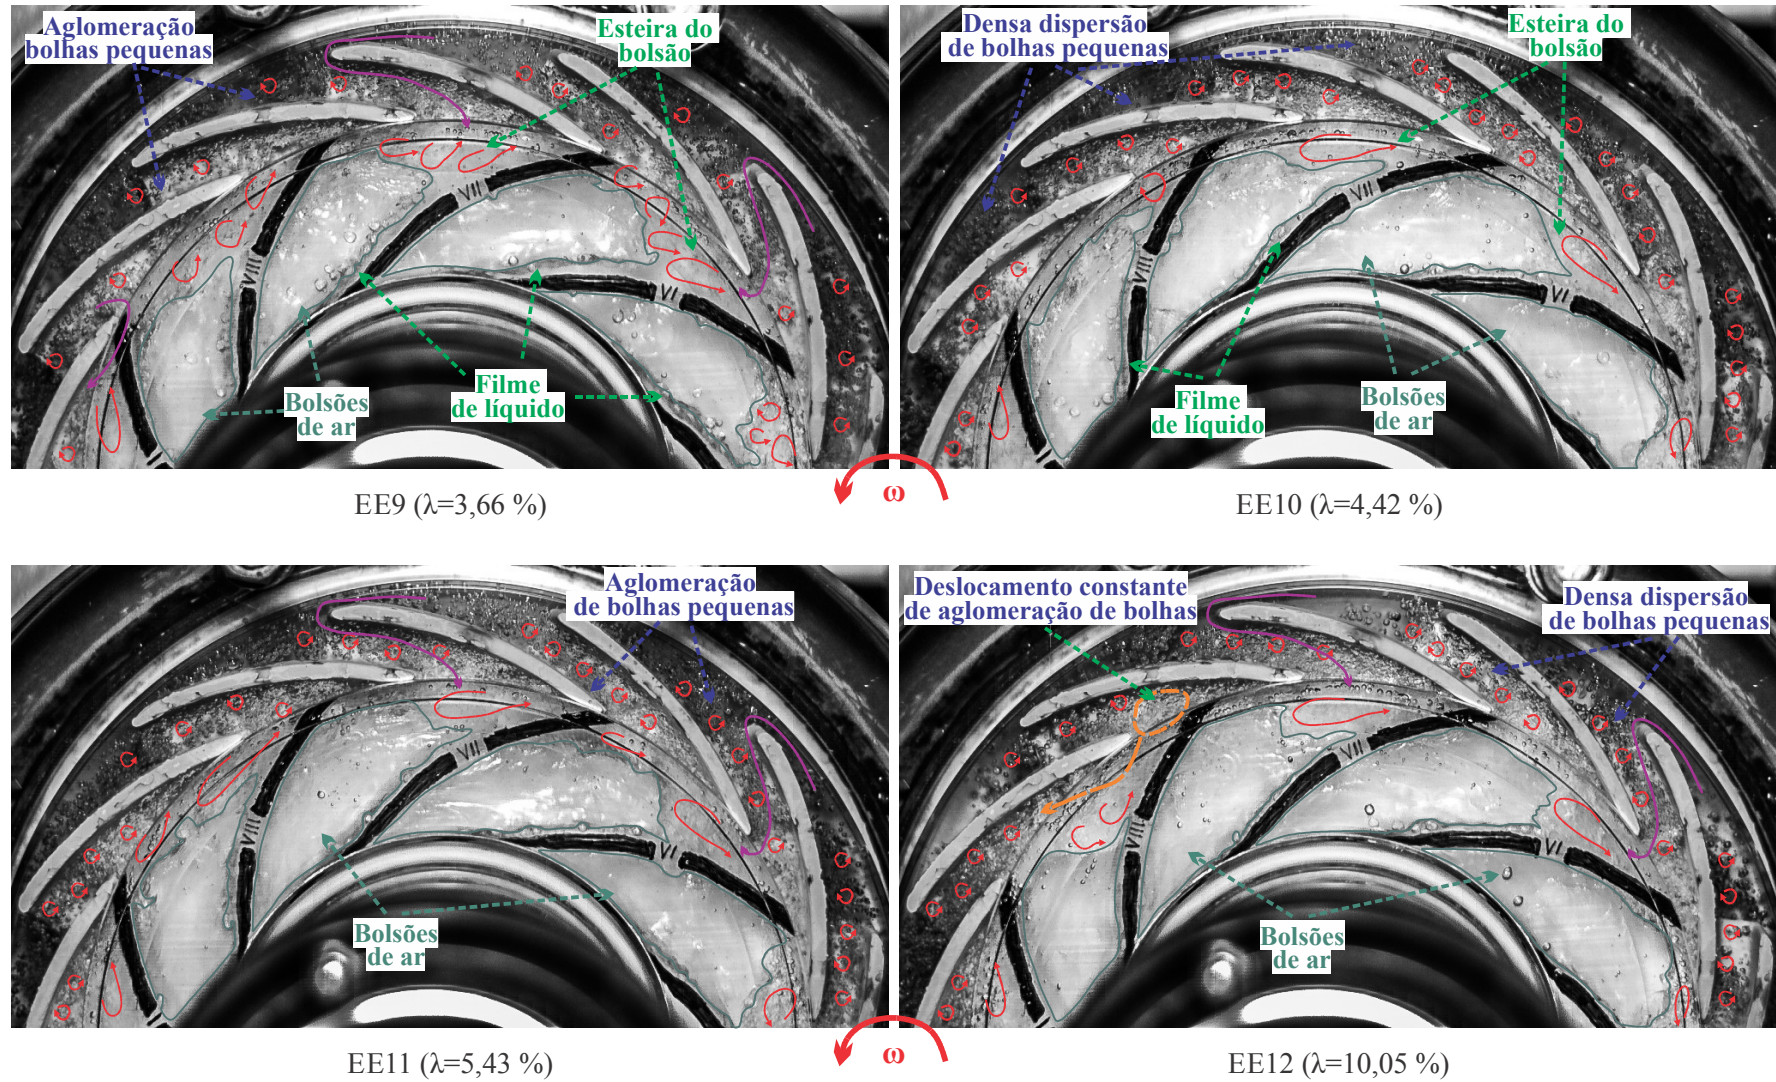 Aglomeração
bolhas pequenas
Esteira do
bolsão
VIII
VII
VI
Bolsões
de ar
Filme
de líquido
EE9 (λ=3,66 %)
Densa dispersão
de bolhas pequenas
Esteira do
bolsão
VIII
VII
VI
Filme
de líquido
Bolsões
de ar
EE10 (λ=4,42 %)
ω
Aglomeração
de bolhas pequenas
VIII
VII
VI
Bolsões
de ar
EE11 (λ=5,43 %)
Deslocamento constante
de aglomeração de bolhas
Densa dispersão
de bolhas pequenas
VIII
VII
VI
Bolsões
de ar
EE12 (λ=10,05 %)
ω